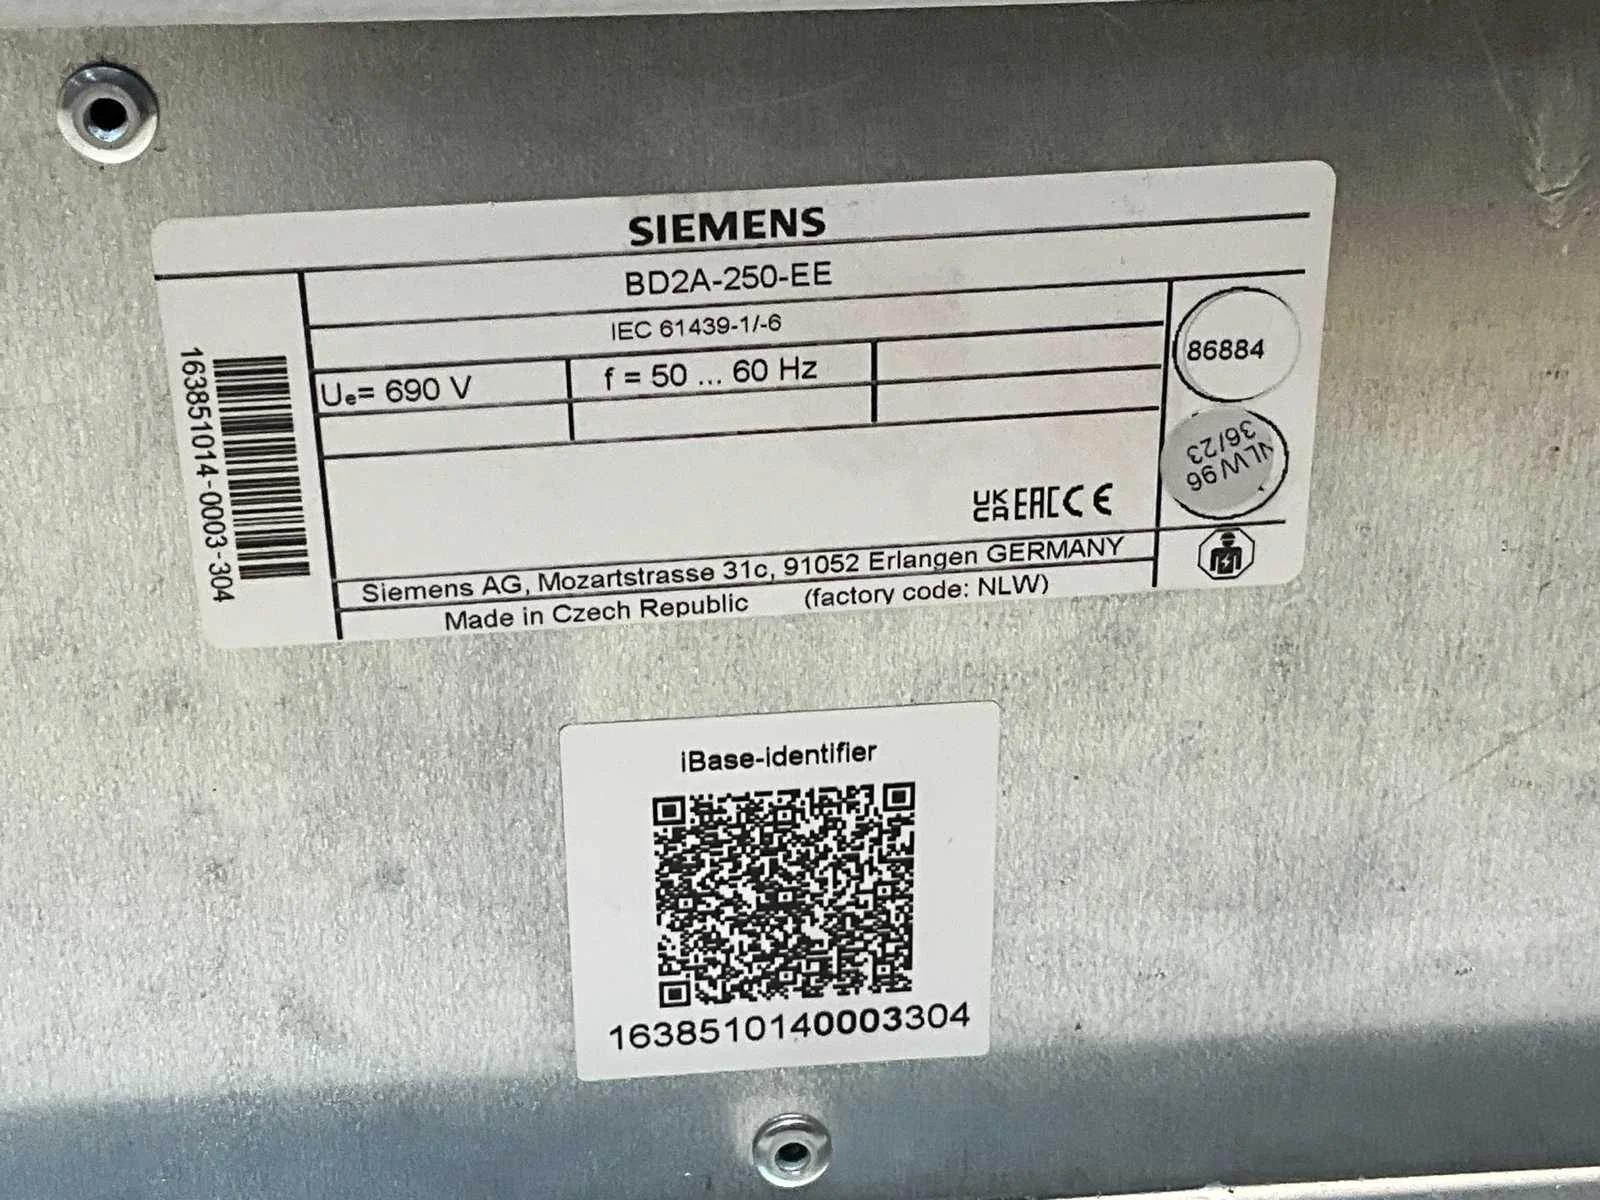 SIEMENS
BD2A-250-EE
IEC 61439-1/-6
Ue= 690 V
f = 50 ... 60 Hz
86884
NLW 96
36/23
163851014-0003-304
UK CA EAC CE
Siemens AG, Mozartstrasse 31c, 91052 Erlangen GERMANY
Made in Czech Republic (factory code: NLW)
iBase-identifier
1638510140003304